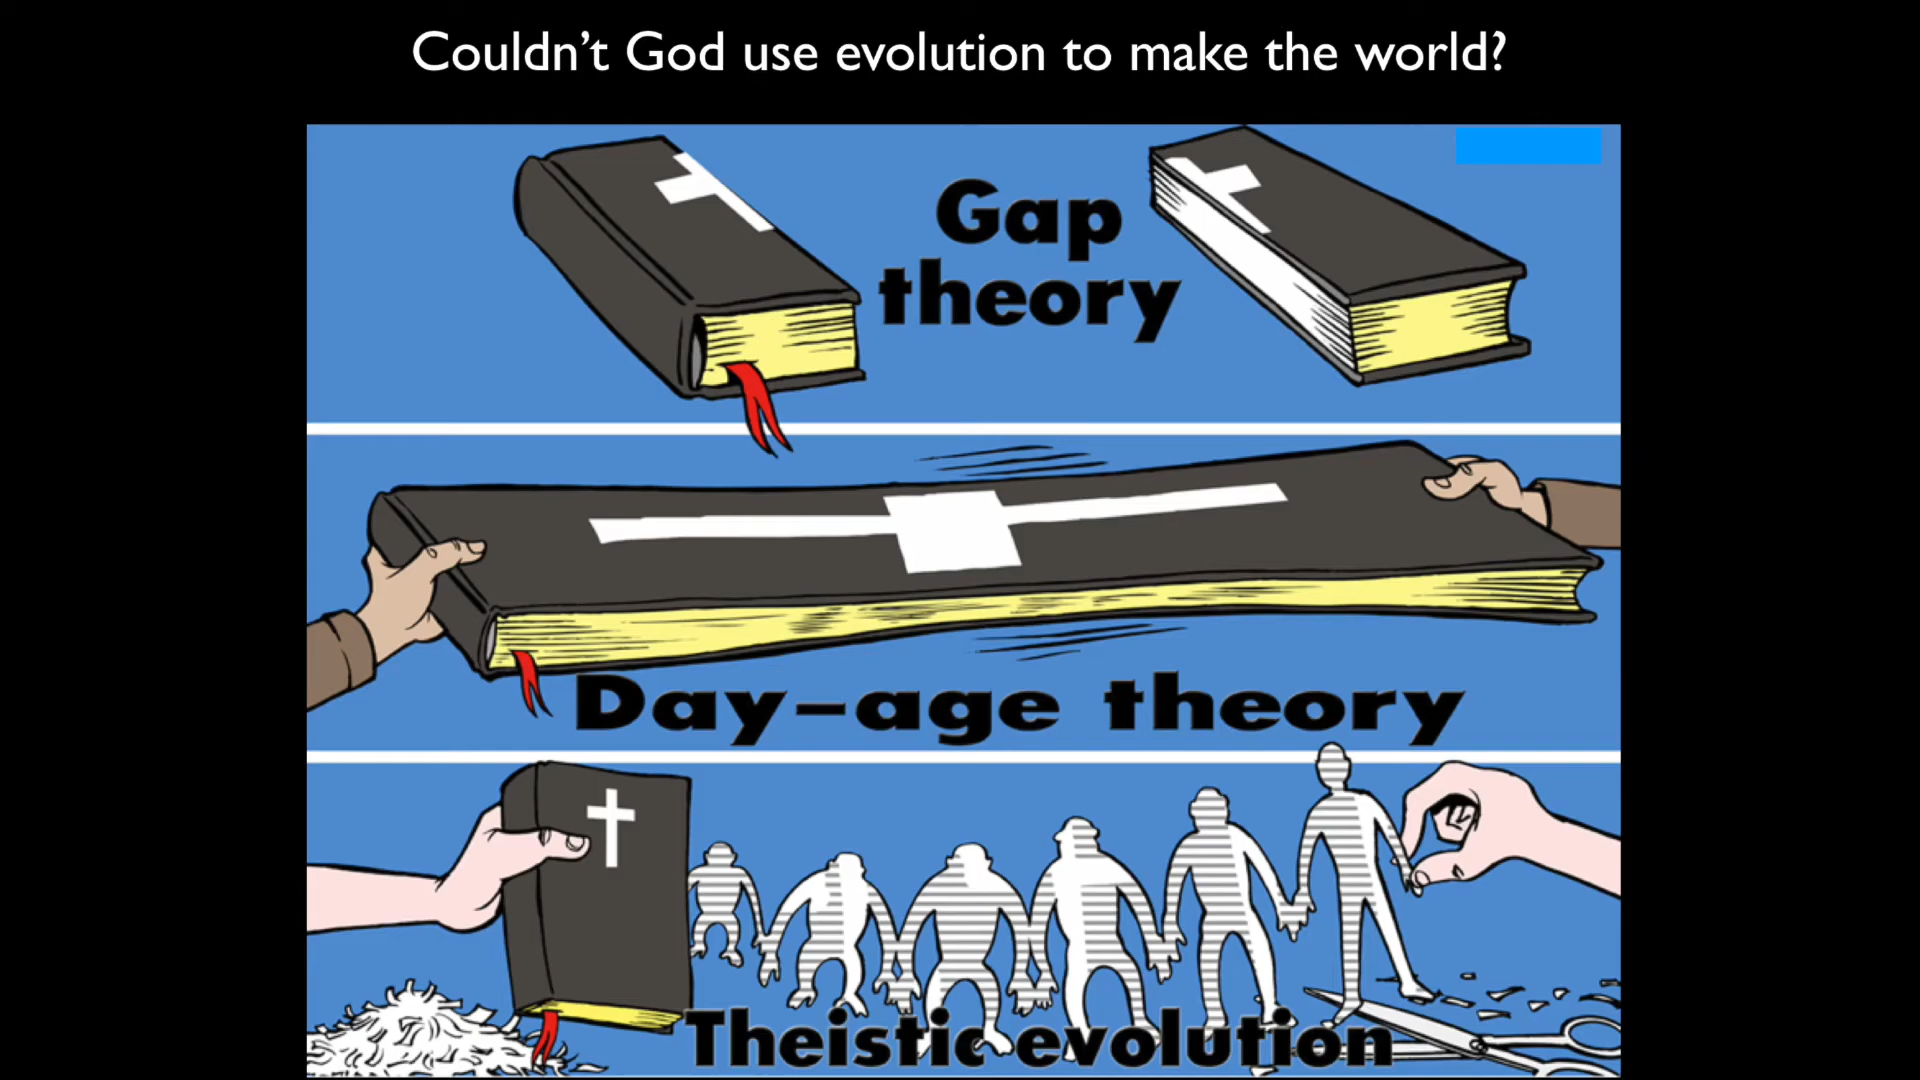 Couldn’t God use evolution to make the world?
Gap
theory
Day–age theory
Theistic evolution